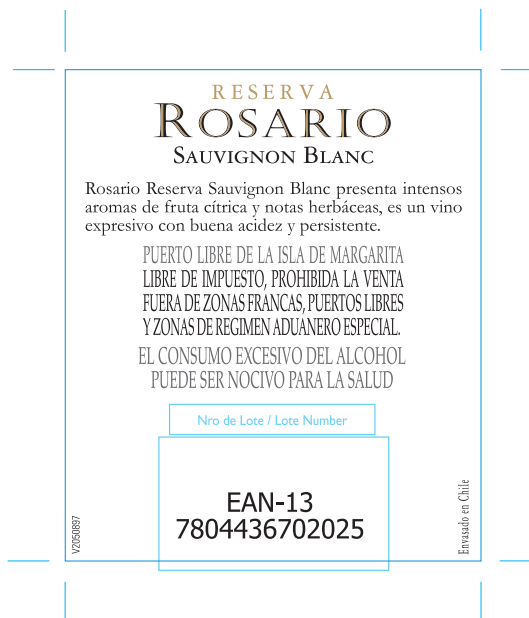 RESERVA
ROSARIO
SAUVIGNON BLANC
Rosario Reserva Sauvignon Blanc presenta intensos
aromas de fruta cítrica y notas herbáceas, es un vino
expresivo con buena acidez y persistente.
PUERTO LIBRE DE LA ISLA DE MARGARITA
LIBRE DE IMPUESTO, PROHIBIDA LA VENTA
FUERA DE ZONAS FRANCAS, PUERTOS LIBRES
Y ZONAS DE REGIMEN ADUANERO ESPECIAL.
EL CONSUMO EXCESIVO DEL ALCOHOL
PUEDE SER NOCIVO PARA LA SALUD
Nro de Lote / Lote Number
EAN-13
7804436702025
V2050897
Envasado en Chile